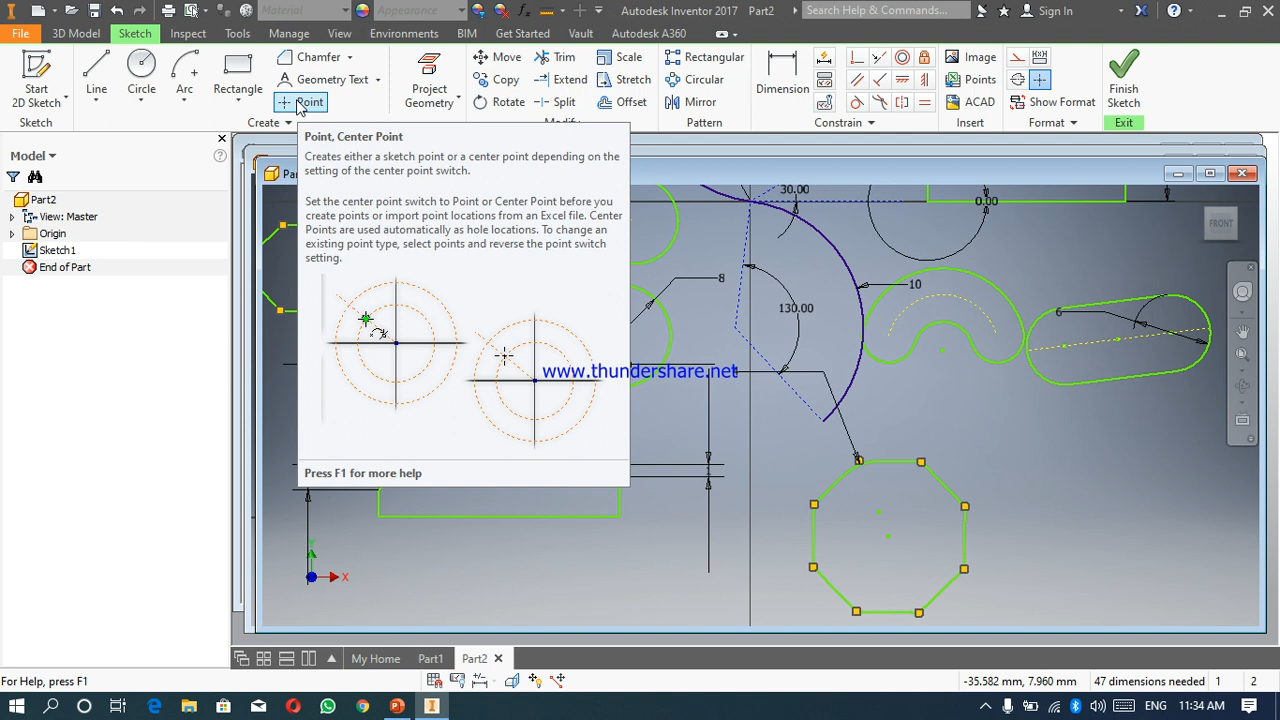 Material
Appearance
Autodesk Inventor 2017 Part2
Search Help & Commands...
Sign In
File
3D Model
Sketch
Inspect
Tools
Manage
View
Environments
BIM
Get Started
Vault
Autodesk A360
Start
2D Sketch
Line
Circle
Arc
Rectangle
Chamfer
Geometry Text
Point
Project
Geometry
Move
Copy
Rotate
Trim
Extend
Split
Scale
Stretch
Offset
Rectangular
Circular
Mirror
Dimension
Image
Points
ACAD
Show Format
Finish
Sketch
Sketch
Create
Pattern
Constrain
Insert
Format
Exit
Model
Part2
View: Master
Origin
Sketch1
End of Part
Point, Center Point
Creates either a sketch point or a center point depending on the
setting of the center point switch.
Set the center point switch to Point or Center Point before you
create points or import point locations from an Excel file. Center
Points are used automatically as hole locations. To change an
existing point type, select points and reverse the point switch
setting.
Press F1 for more help
www.thundershare.net
30.00
0.00
8
130.00
10
6
1
FRONT
Y
X
My Home
Part1
Part2
For Help, press F1
-35.582 mm, 7.960 mm
47 dimensions needed
1
2
11:34 AM